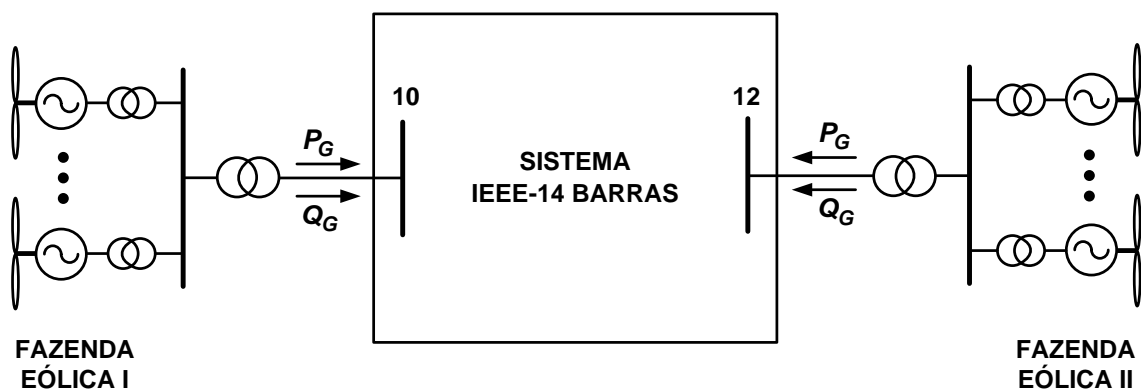 10
12
P_G
Q_G
SISTEMA
IEEE-14 BARRAS
P_G
Q_G
FAZENDA
EÓLICA I
FAZENDA
EÓLICA II